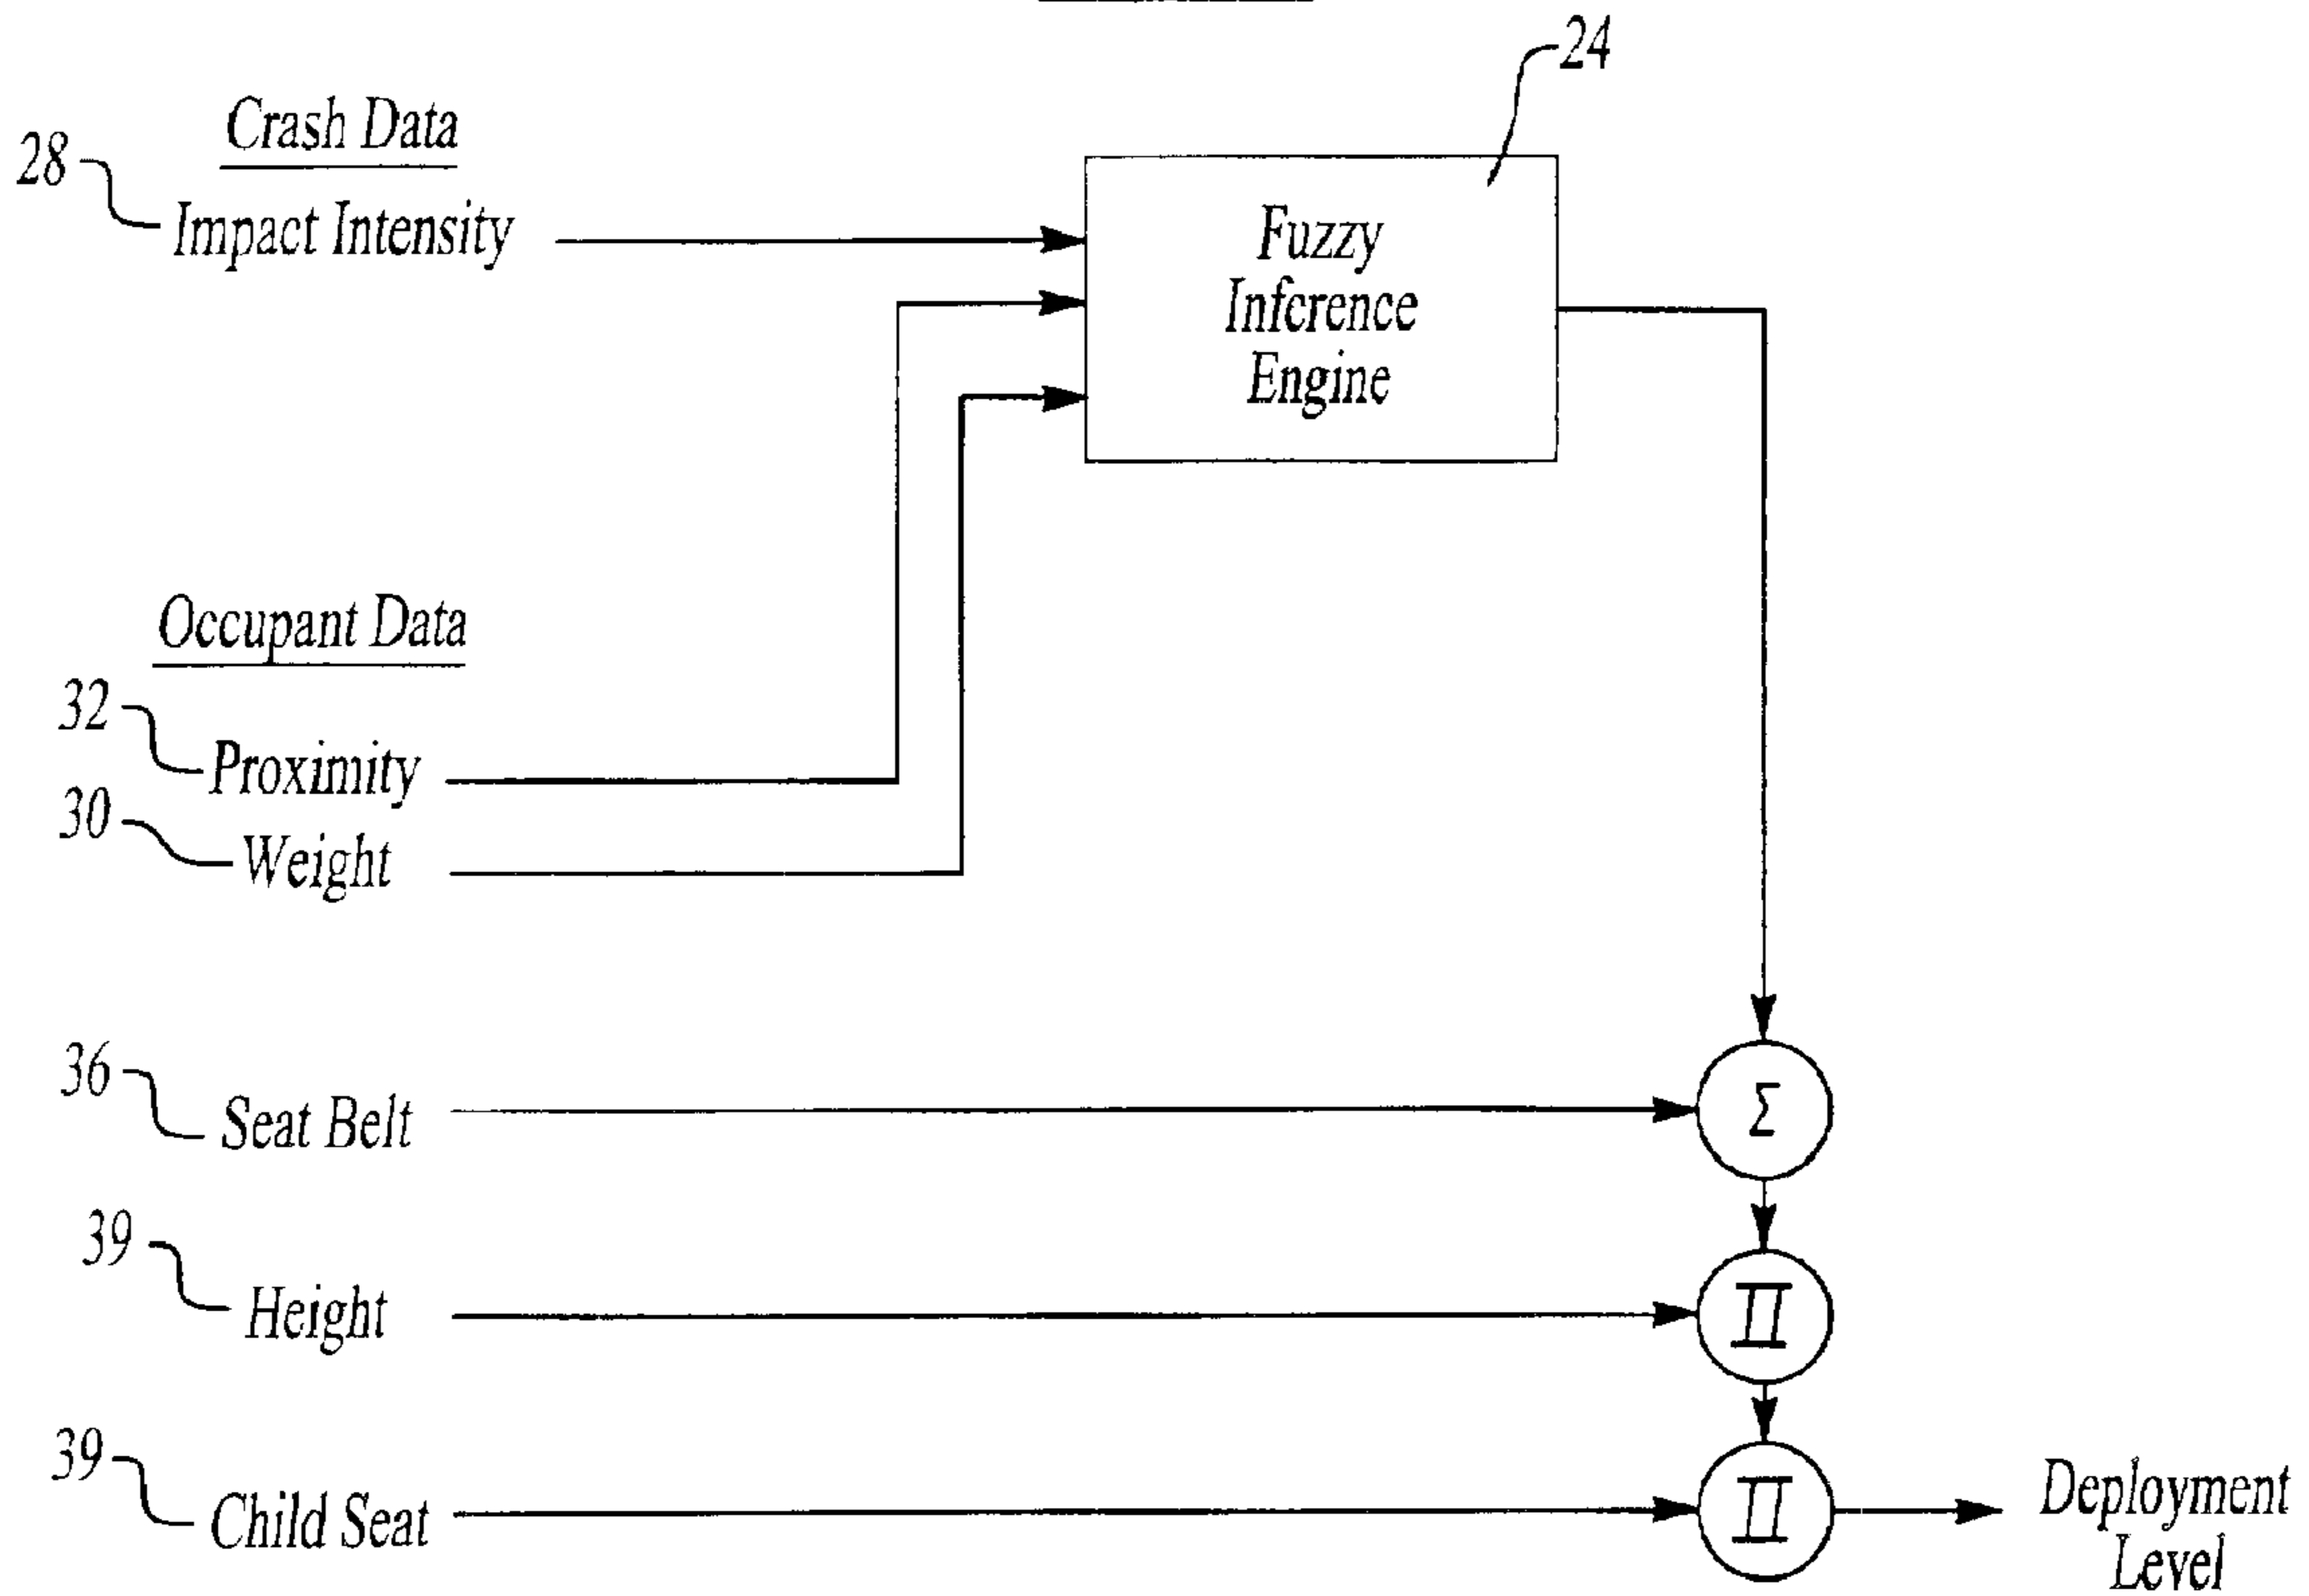 24
Crash Data
28
Impact Intensity
Fuzzy
Inference
Engine
Occupant Data
32
Proximity
30
Weight
36
Seat Belt
Σ
39
Height
Π
39
Child Seat
Π
Deployment
Level